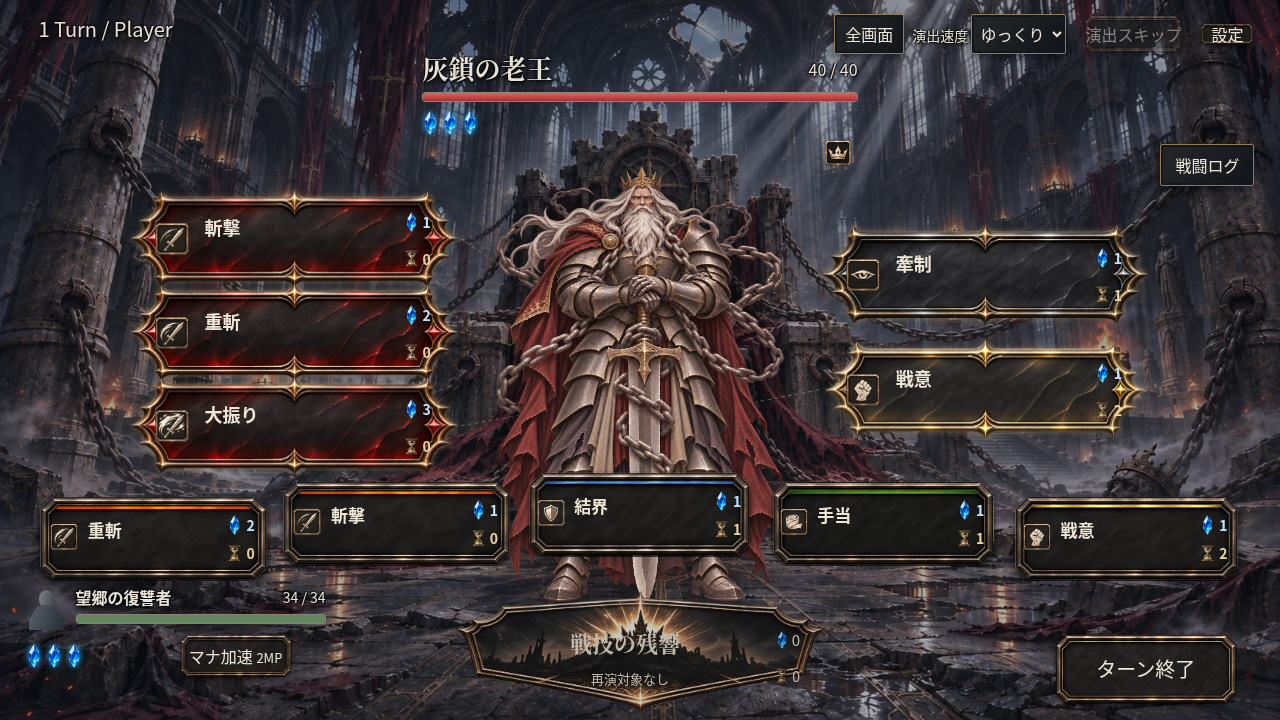 1 Turn / Player
全画面
演出速度
ゆっくり
演出スキップ
設定
灰鎖の老王
40 / 40
戦闘ログ
斬撃
1
0
重斬
2
0
大振り
3
0
牽制
1
1
戦意
1
2
重斬
2
0
斬撃
1
0
結界
1
1
手当
1
1
戦意
1
2
望郷の復讐者
34 / 34
マナ加速 2MP
戦技の残響
0
再演対象なし
0
ターン終了